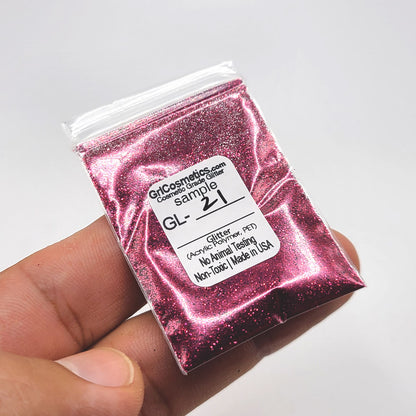 GrlCosmetics.com
Cosmetic Grade Glitter
sample
GL- 21
Glitter
(Acrylic Polymer, PET)
No Animal Testing
Non-Toxic | Made in USA